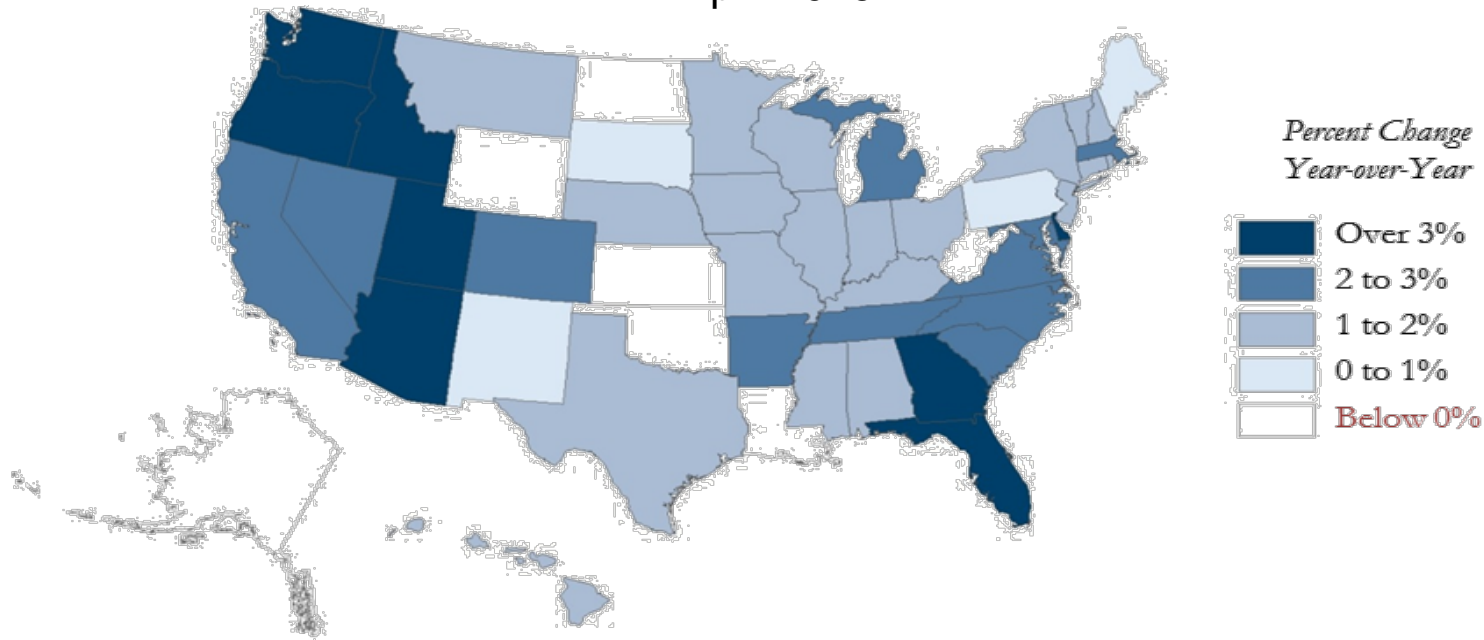 Percent Change
Year-over-Year
Over 3%
2 to 3%
1 to 2%
0 to 1%
Below 0%